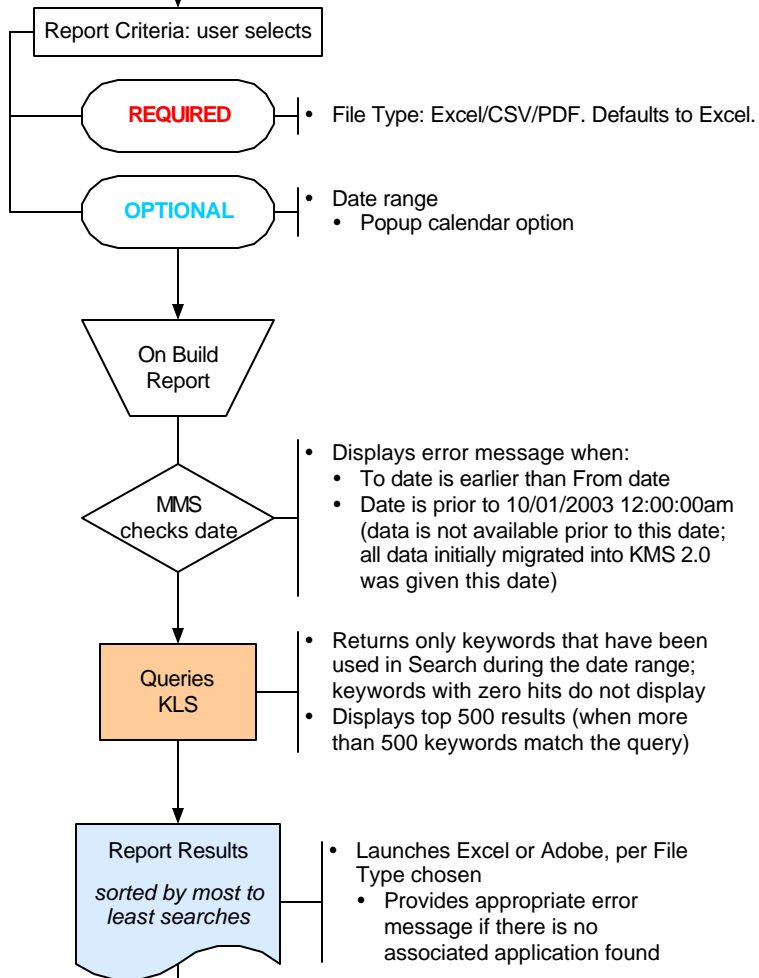 Report Criteria: user selects
REQUIRED
• File Type: Excel/CSV/PDF. Defaults to Excel.
OPTIONAL
• Date range
• Popup calendar option
On Build
Report
MMS
checks date
• Displays error message when:
• To date is earlier than From date
• Date is prior to 10/01/2003 12:00:00am
(data is not available prior to this date;
all data initially migrated into KMS 2.0
was given this date)
Queries
KLS
• Returns only keywords that have been
used in Search during the date range;
keywords with zero hits do not display
• Displays top 500 results (when more
than 500 keywords match the query)
Report Results
sorted by most to
least searches
• Launches Excel or Adobe, per File
Type chosen
• Provides appropriate error
message if there is no
associated application found